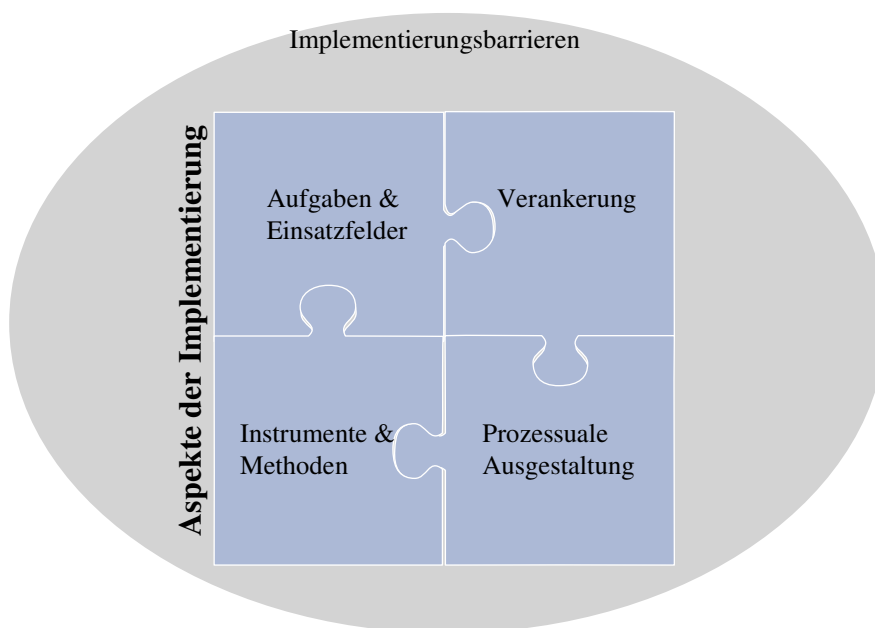 Implementierungsbarrieren
Aspekte der Implementierung
Aufgaben &
Einsatzfelder
Verankerung
Instrumente &
Methoden
Prozessuale
Ausgestaltung